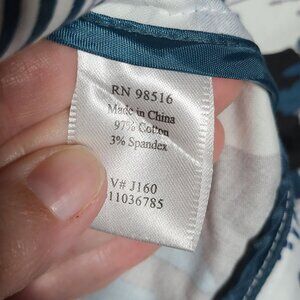 RN 98516
Made in China
97% Cotton
3% Spandex
V# J160
11036785